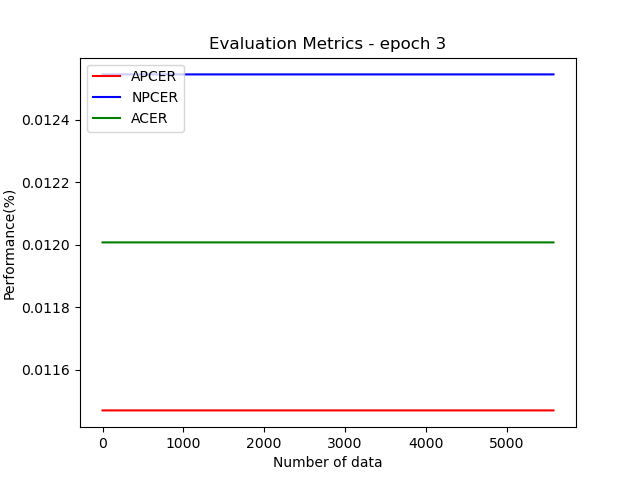 Evaluation Metrics - epoch 3
APCER
NPCER
ACER
0.0124
0.0122
0.0120
0.0118
0.0116
Performance(%)
0 1000 2000 3000 4000 5000
Number of data